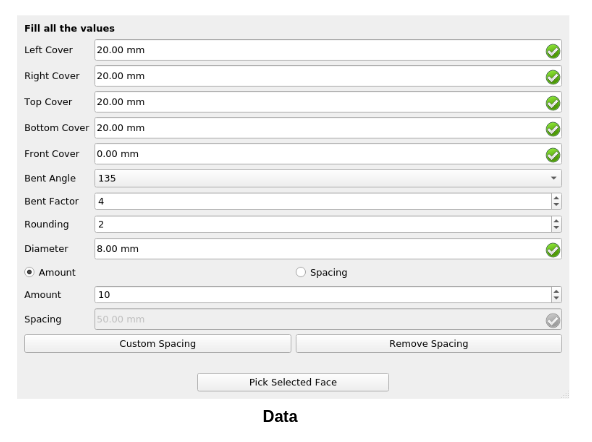 Fill all the values
Left Cover 20.00 mm
Right Cover 20.00 mm
Top Cover 20.00 mm
Bottom Cover 20.00 mm
Front Cover 0.00 mm
Bent Angle 135
Bent Factor 4
Rounding 2
Diameter 8.00 mm
Amount Spacing
Amount 10
Spacing 50.00 mm
Custom Spacing Remove Spacing
Pick Selected Face
Data